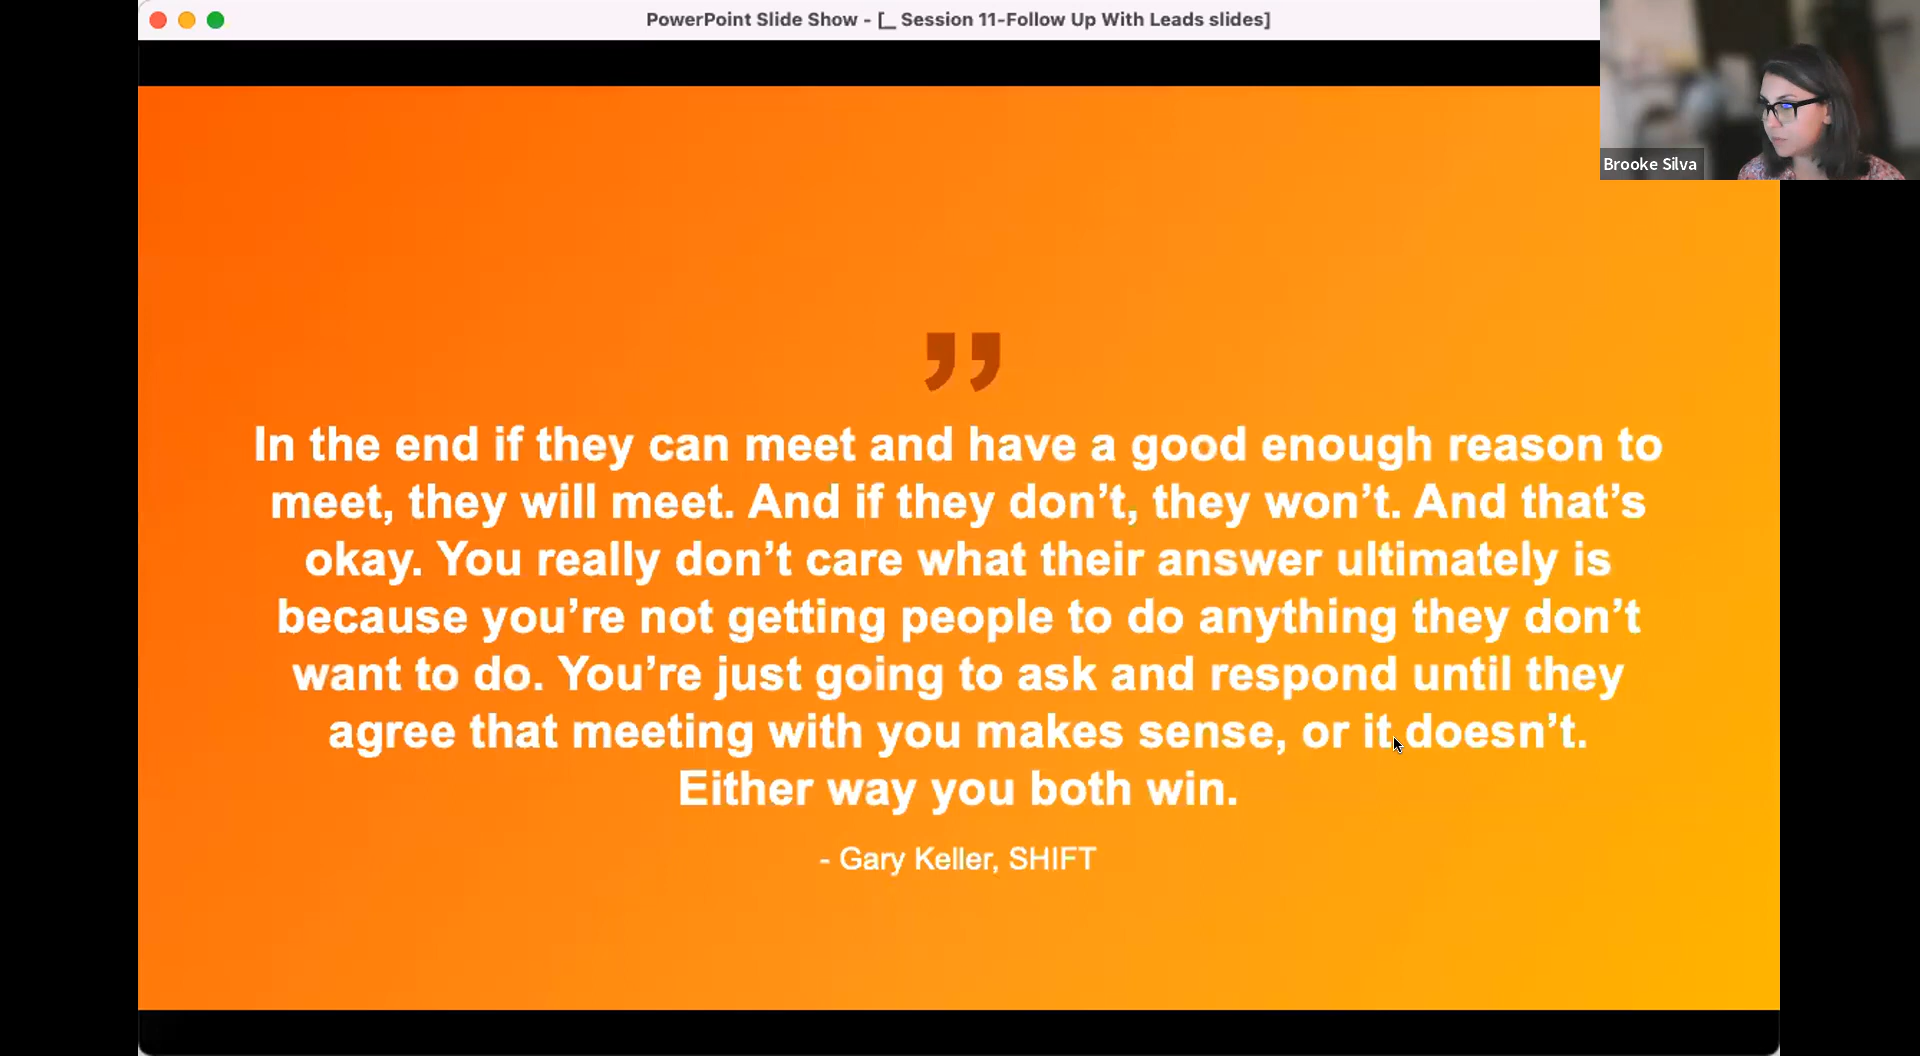 PowerPoint Slide Show - [_ Session 11-Follow Up With Leads slides]
Brooke Silva
”
In the end if they can meet and have a good enough reason to
meet, they will meet. And if they don’t, they won’t. And that’s
okay. You really don’t care what their answer ultimately is
because you’re not getting people to do anything they don’t
want to do. You’re just going to ask and respond until they
agree that meeting with you makes sense, or it doesn’t.
Either way you both win.
- Gary Keller, SHIFT